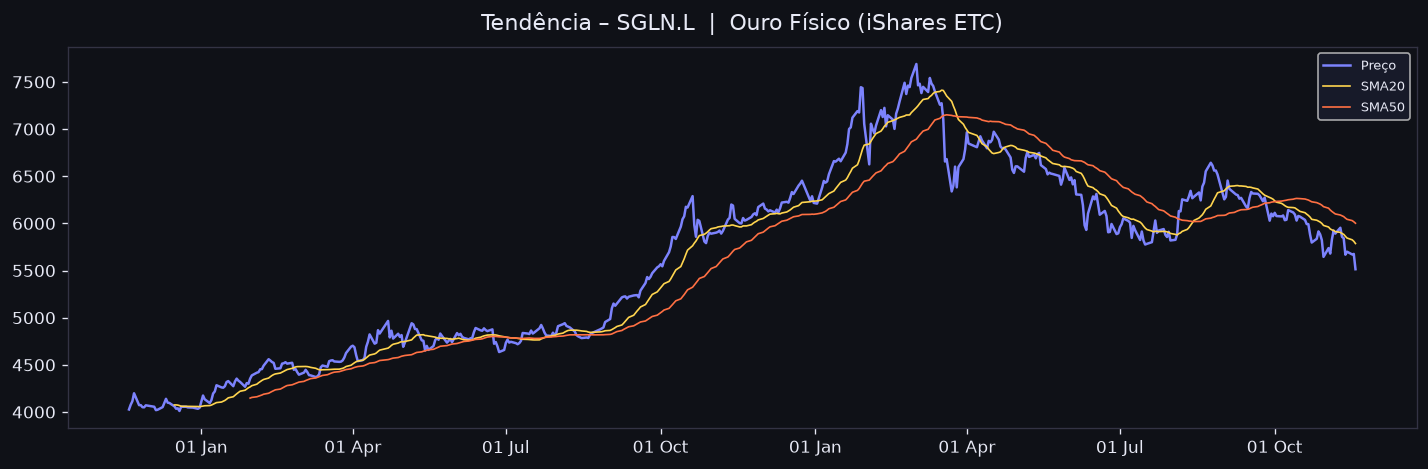 Tendência – SGLN.L | Ouro Físico (iShares ETC)
Preço
SMA20
SMA50
7500
7000
6500
6000
5500
5000
4500
4000
01 Jan
01 Apr
01 Jul
01 Oct
01 Jan
01 Apr
01 Jul
01 Oct